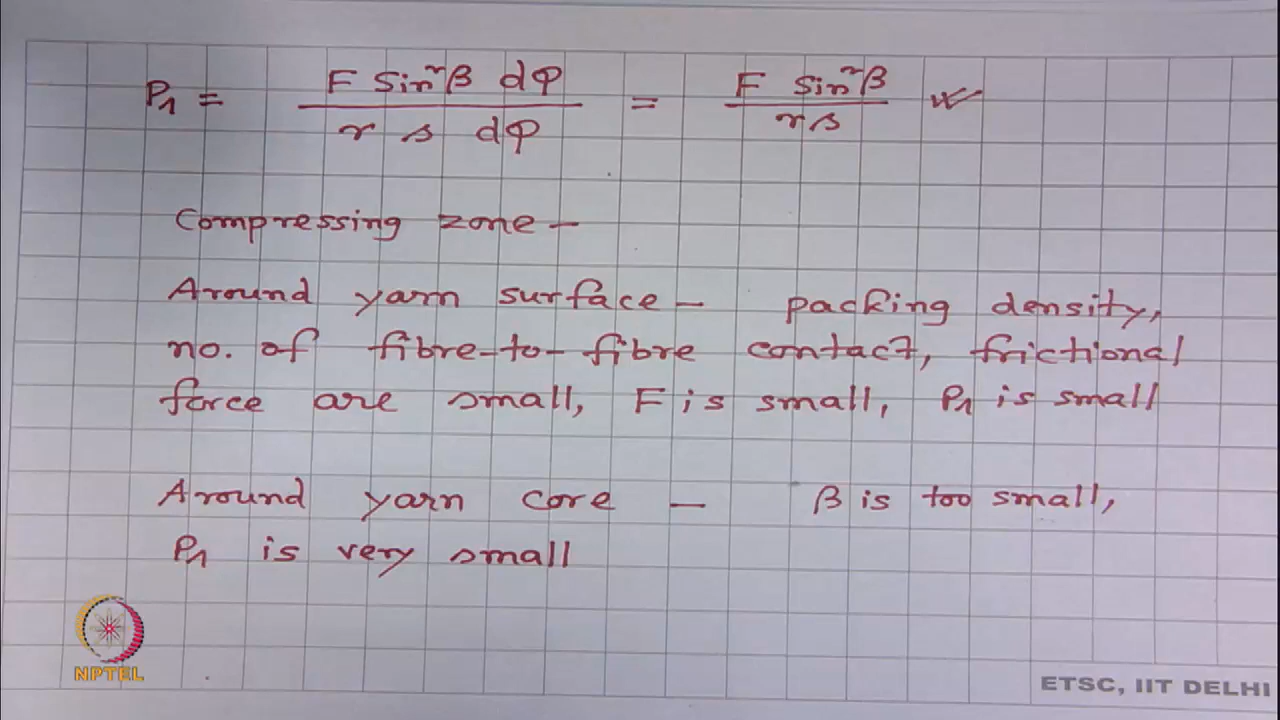 P₁ = F Sin²β dφ / r s dφ = F Sin²β / r s
Compressing zone –
Around yarn surface – packing density,
no. of fibre-to-fibre contact, frictional
force are small, F is small, P₁ is small
Around yarn core – β is too small,
P₁ is very small
NPTEL
ETSC, IIT DELHI